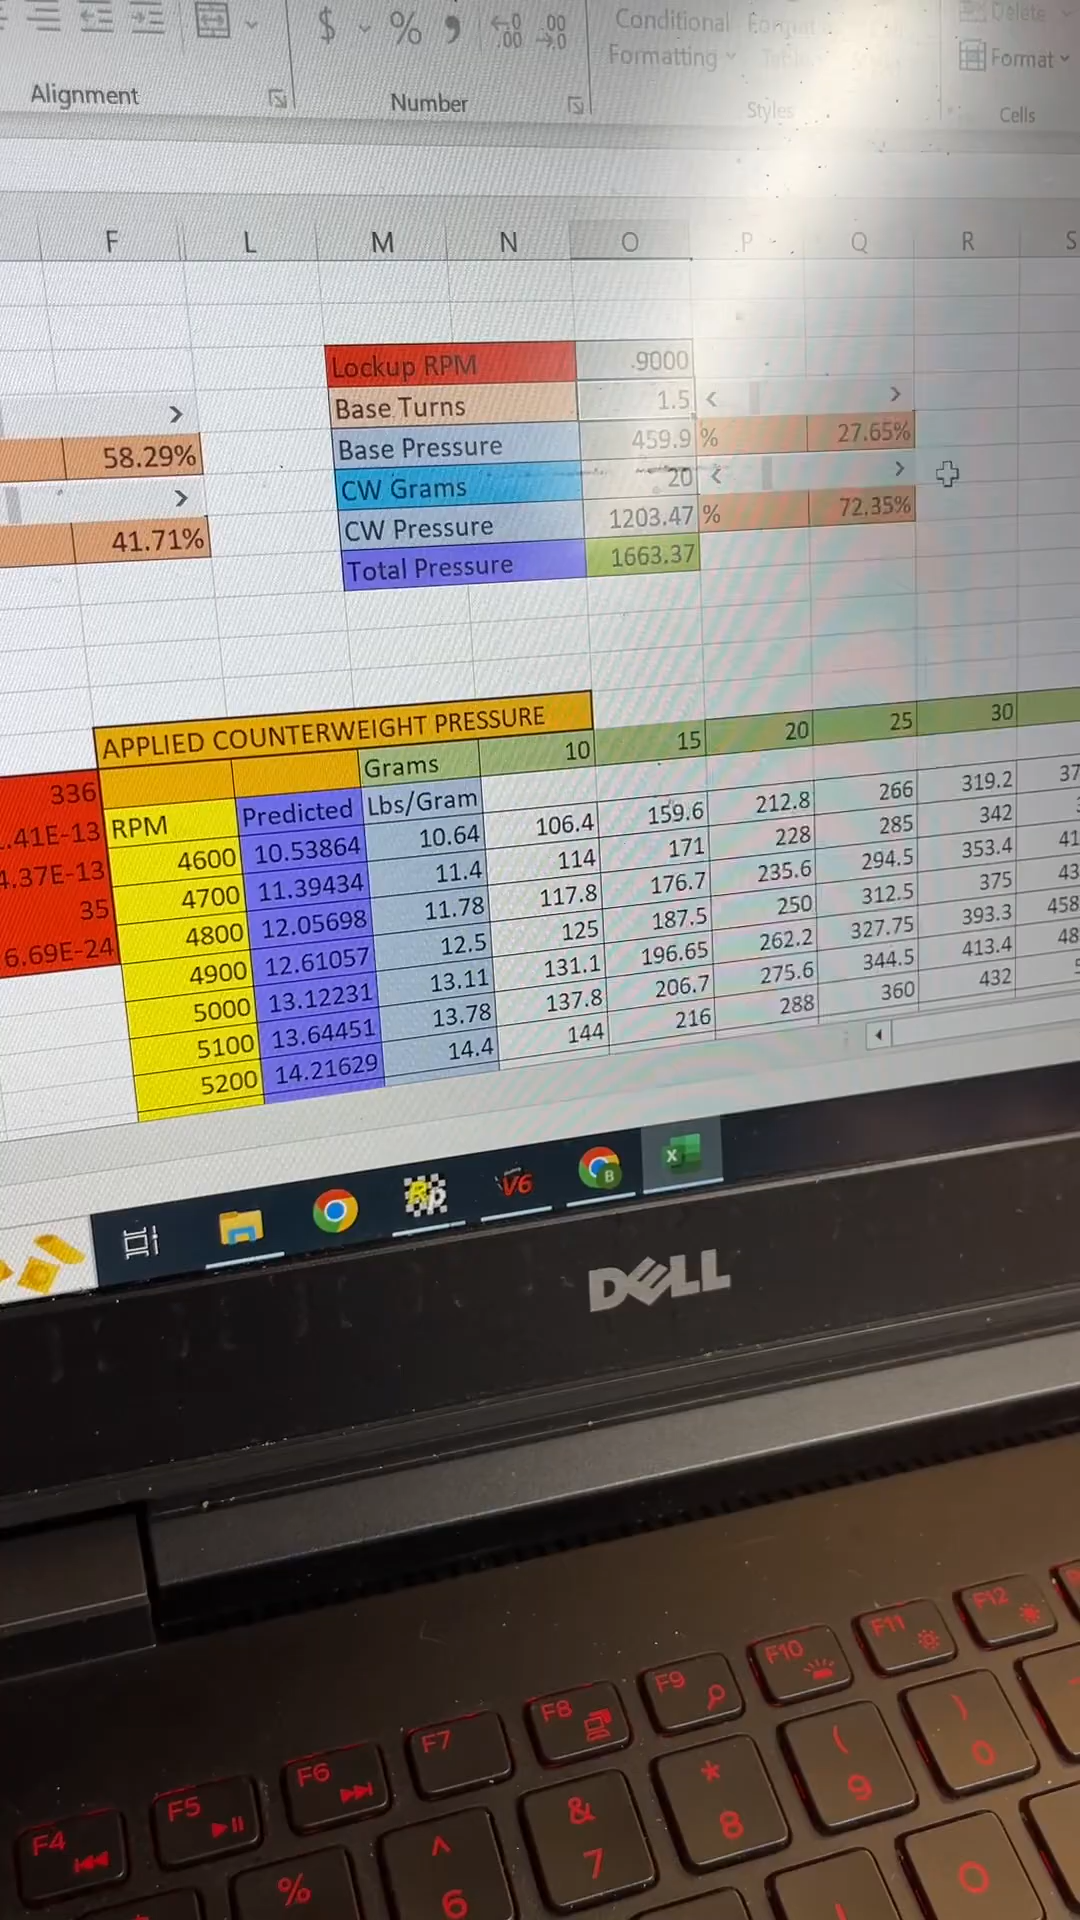 $ % , .00
Conditional
Formatting
Delete
Format
Alignment
Number
Styles
Cells
F L M N O P Q R S
Lockup RPM 9000
Base Turns 1.5
58.29%
Base Pressure 459.9 % 27.65%
CW Grams 20
41.71%
CW Pressure 1203.47 % 72.35%
Total Pressure 1663.37
APPLIED COUNTERWEIGHT PRESSURE
Grams 10 15 20 25 30
336
RPM Predicted Lbs/Gram
.41E-13 4600 10.53864 10.64 106.4 159.6 212.8 266 319.2 37
4.37E-13 4700 11.39434 11.4 114 171 228 285 342
35 4800 12.05698 11.78 117.8 176.7 235.6 294.5 353.4 41
6.69E-24 4900 12.61057 12.5 125 187.5 250 312.5 375 43
5000 13.12231 13.11 131.1 196.65 262.2 327.75 393.3 458
5100 13.64451 13.78 137.8 206.7 275.6 344.5 413.4 48
5200 14.21629 14.4 144 216 288 360 432
RP V6 B X
DELL
F4 F5 F6 F7 F8 F9 F10 F11 F12
% ^ 6 & 7 * 8 ( 9 ) 0
O